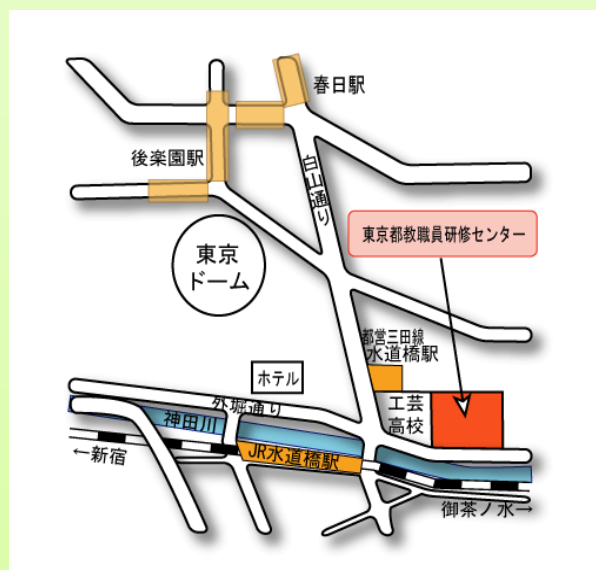 春日駅
後楽園駅
白山通り
東京都教職員研修センター
東京
ドーム
都営三田線
水道橋駅
ホテル
外堀通り
工芸
高校
神田川
JR水道橋駅
←新宿
御茶ノ水→